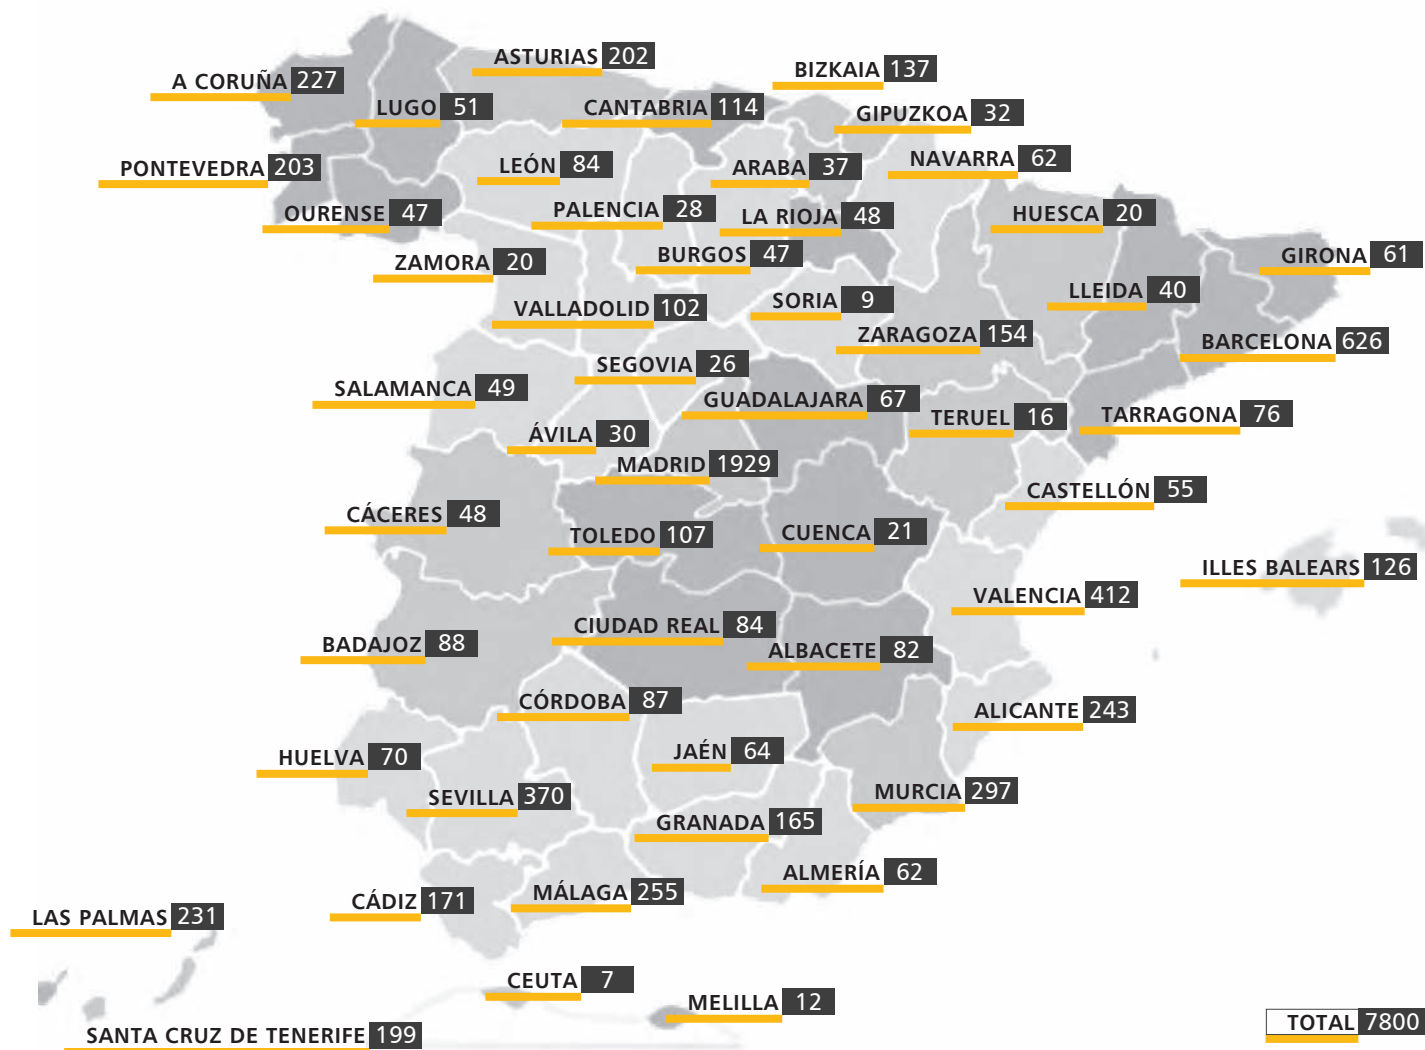 ASTURIAS 202
BIZKAIA 137
A CORUÑA 227
LUGO 51
CANTABRIA 114
GIPUZKOA 32
PONTEVEDRA 203
LEÓN 84
ARABA 37
NAVARRA 62
OURENSE 47
PALENCIA 28
LA RIOJA 48
HUESCA 20
ZAMORA 20
BURGOS 47
GIRONA 61
VALLADOLID 102
SORIA 9
LLEIDA 40
ZARAGOZA 154
BARCELONA 626
SEGOVIA 26
SALAMANCA 49
GUADALAJARA 67
TERUEL 16
TARRAGONA 76
ÁVILA 30
MADRID 1929
CASTELLÓN 55
CÁCERES 48
TOLEDO 107
CUENCA 21
ILLES BALEARS 126
VALENCIA 412
CIUDAD REAL 84
BADAJOZ 88
ALBACETE 82
CÓRDOBA 87
ALICANTE 243
HUELVA 70
JAÉN 64
SEVILLA 370
MURCIA 297
GRANADA 165
ALMERÍA 62
CÁDIZ 171
MÁLAGA 255
LAS PALMAS 231
CEUTA 7
MELILLA 12
SANTA CRUZ DE TENERIFE 199
TOTAL 7800